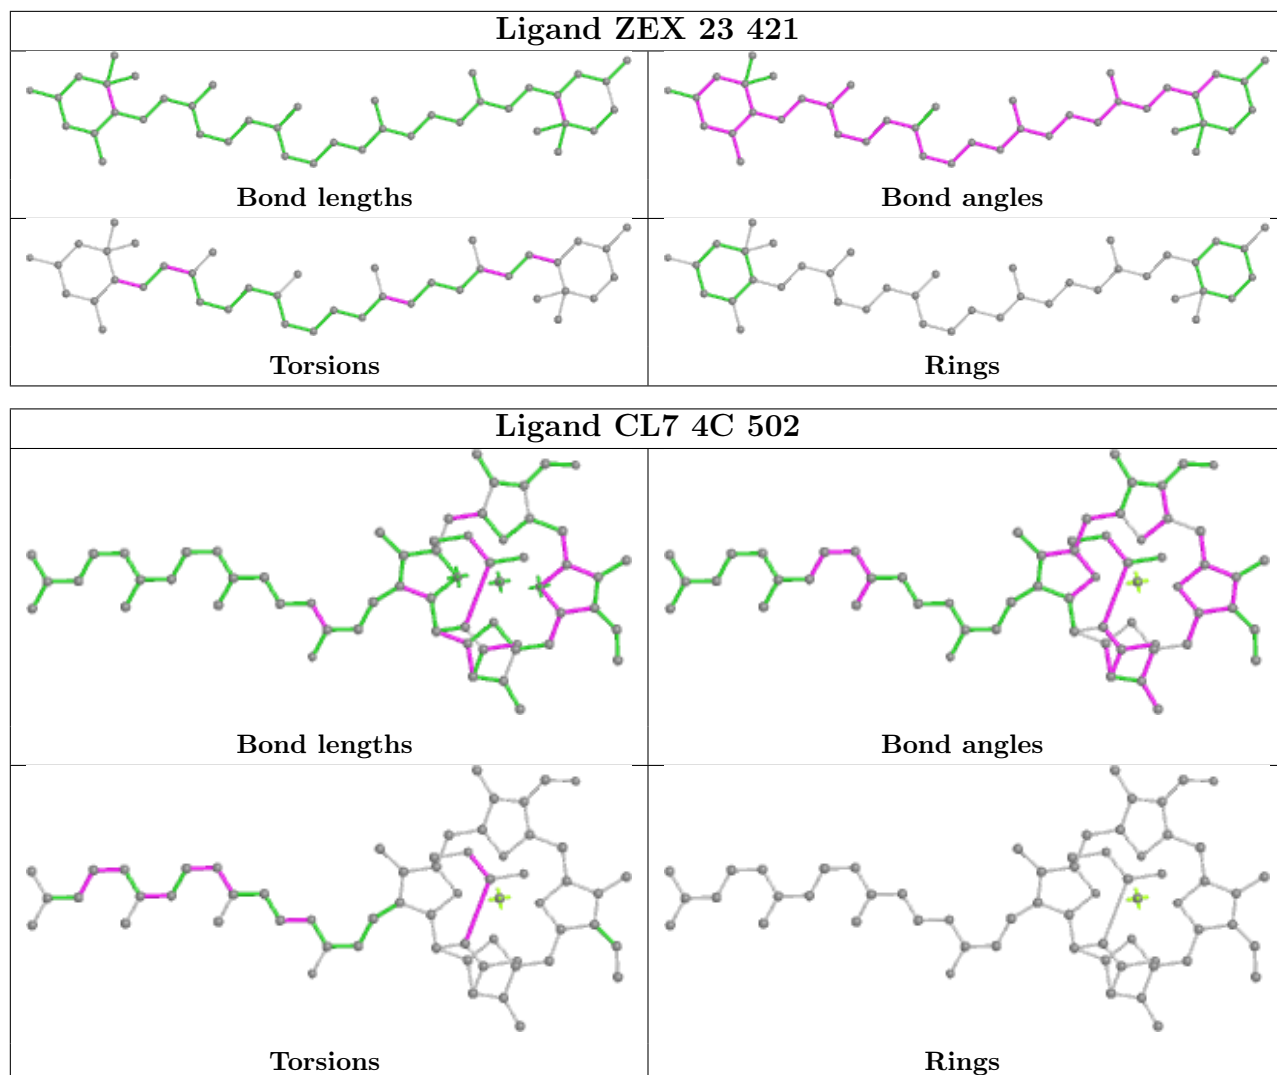 Ligand ZEX 23 421
Bond lengths
Bond angles
Torsions
Rings
Ligand CL7 4C 502
Bond lengths
Bond angles
Torsions
Rings